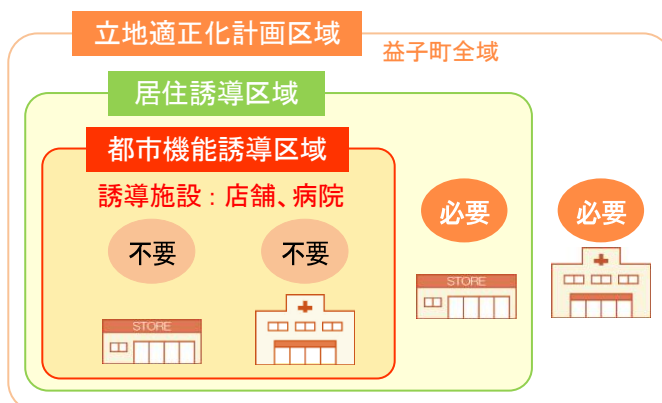 立地適正化計画区域
益子町全域
居住誘導区域
都市機能誘導区域
誘導施設：店舗、病院
不要
不要
必要
必要
STORE
STORE